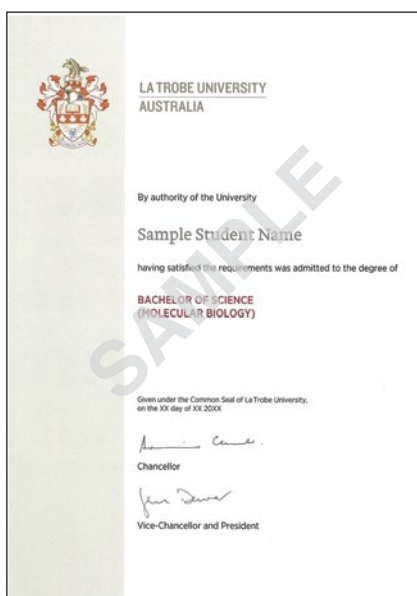 LA TROBE UNIVERSITY
AUSTRALIA
By authority of the University
Sample Student Name
having satisfied the requirements was admitted to the degree of
BACHELOR OF SCIENCE
(MOLECULAR BIOLOGY)
SAMPLE
Given under the Common Seal of La Trobe University,
on the XX day of XX 20XX
Chancellor
Vice-Chancellor and President